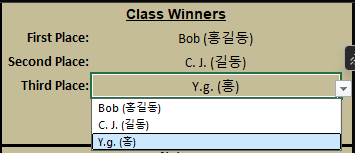 Class Winners
First Place: Bob (홍길동)
Second Place: C. J. (길동)
Third Place: Y.g. (홍)
Bob (홍길동)
C. J. (길동)
Y.g. (홍)